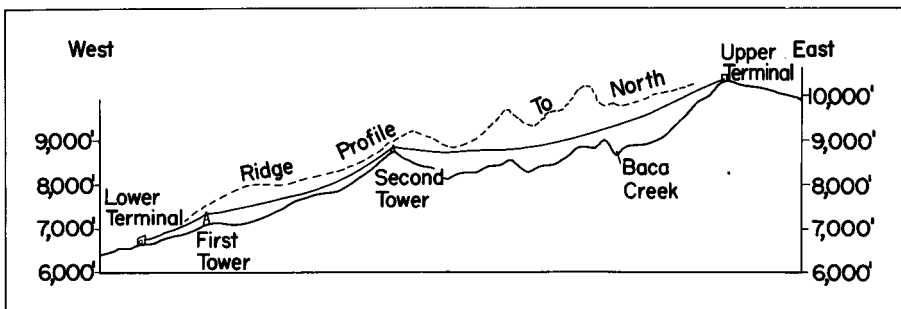 West
Upper East
Terminal
Ridge Profile To North
9,000'
8,000'
7,000'
6,000'
10,000'
9,000'
8,000'
7,000'
6,000'
Lower
Terminal
First
Tower
Second
Tower
Baca
Creek